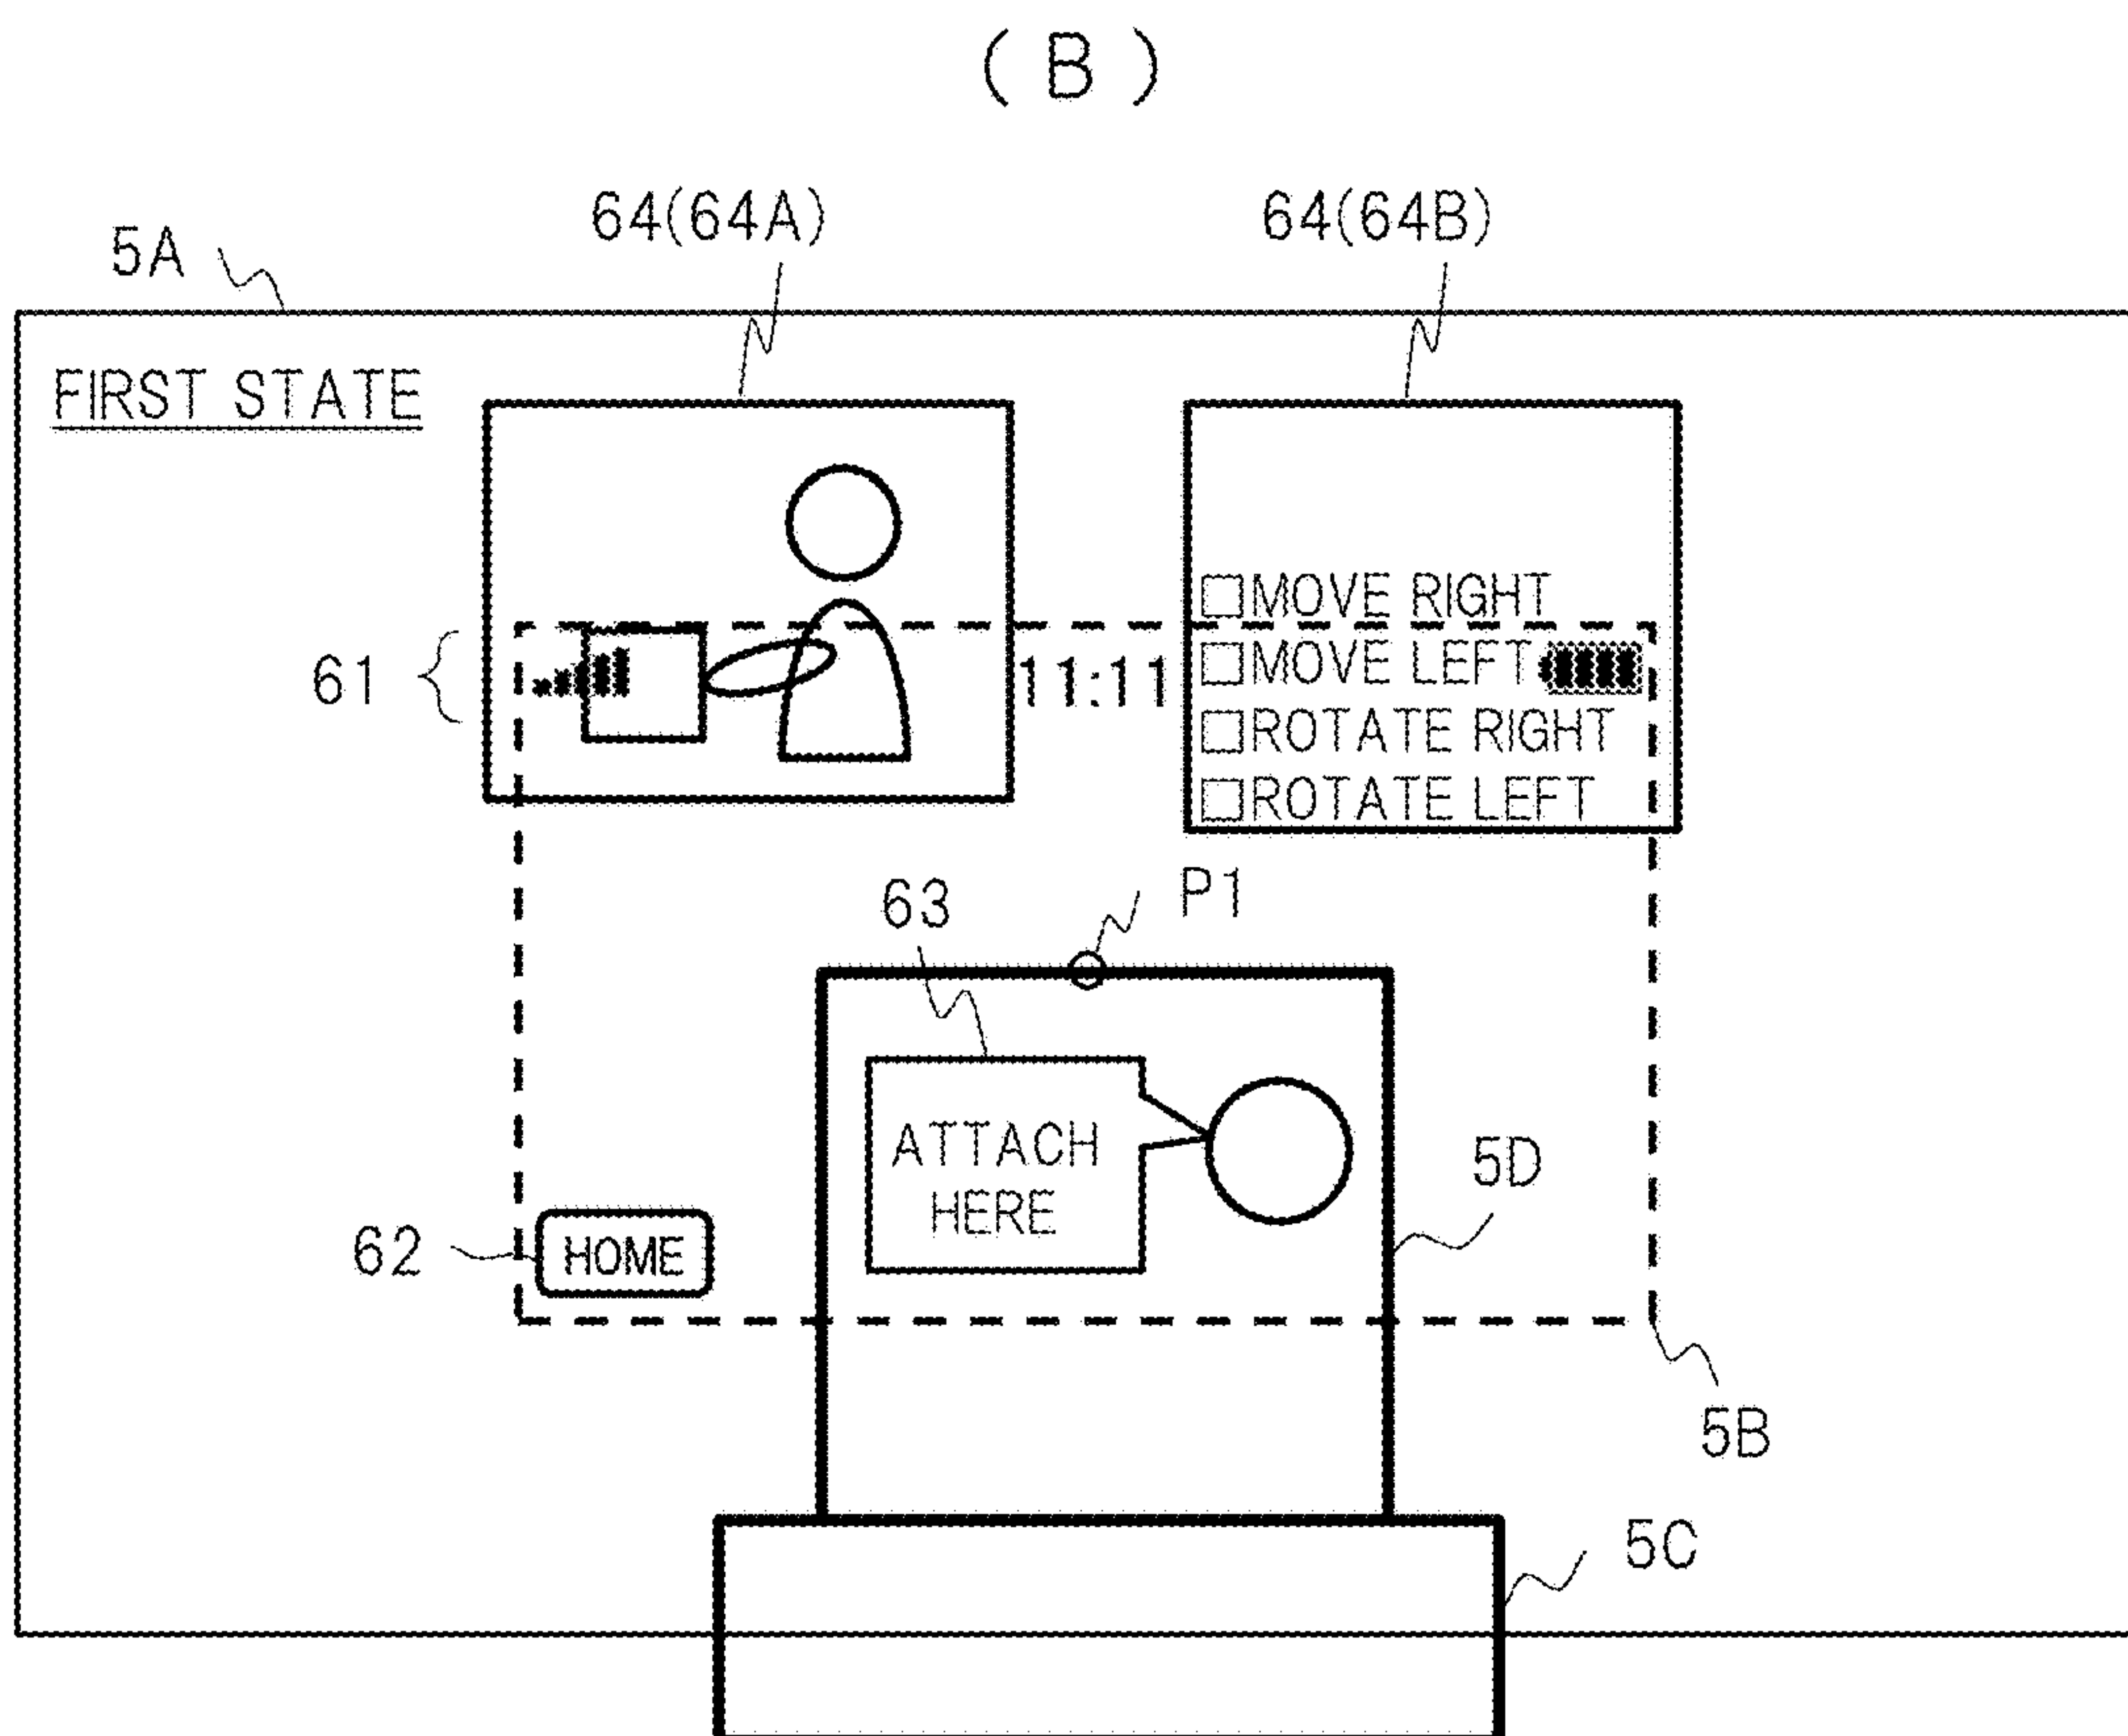 ( B )
64(64A)
64(64B)
5A
FIRST STATE
□MOVE RIGHT
61
11:11
□MOVE LEFT
□ROTATE RIGHT
□ROTATE LEFT
63
P1
ATTACH
HERE
5D
62
HOME
5B
5C